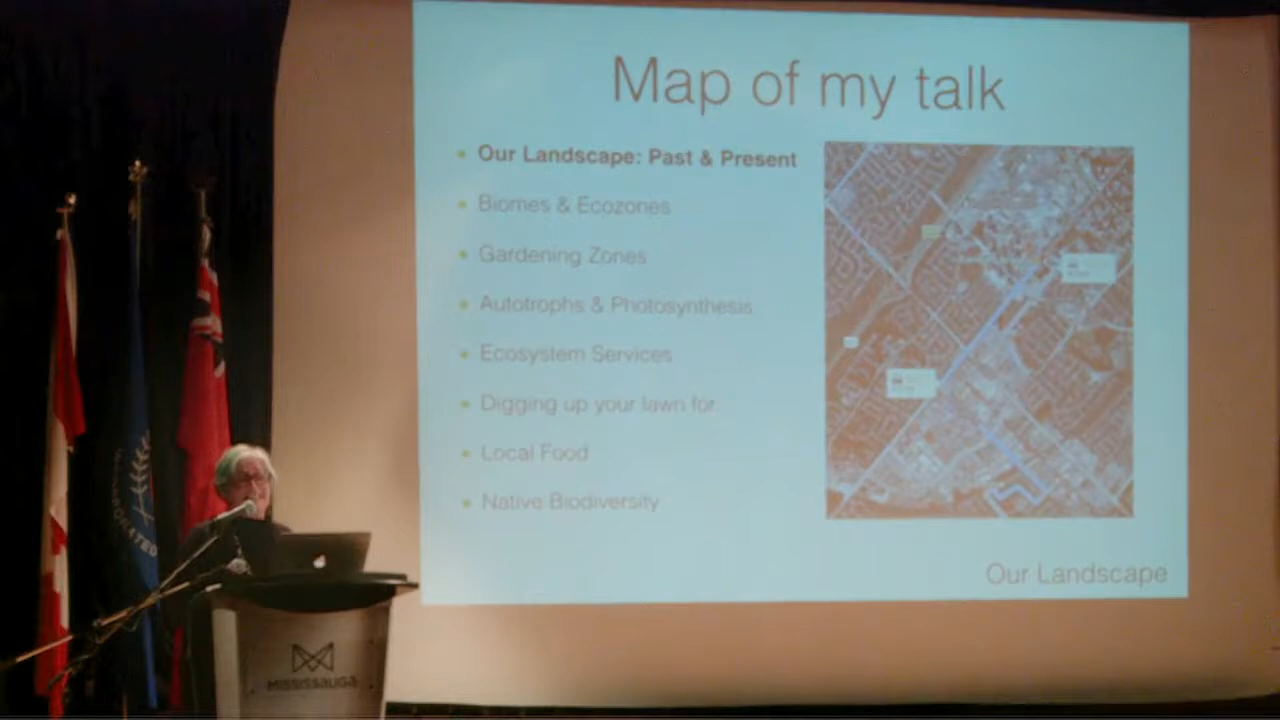 Map of my talk
Our Landscape: Past & Present
Biomes & Ecozones
Gardening Zones
Autotrophs & Photosynthesis
Ecosystem Services
Digging up your lawn for
Local Food
Native Biodiversity
Our Landscape
MISSISSAUGA